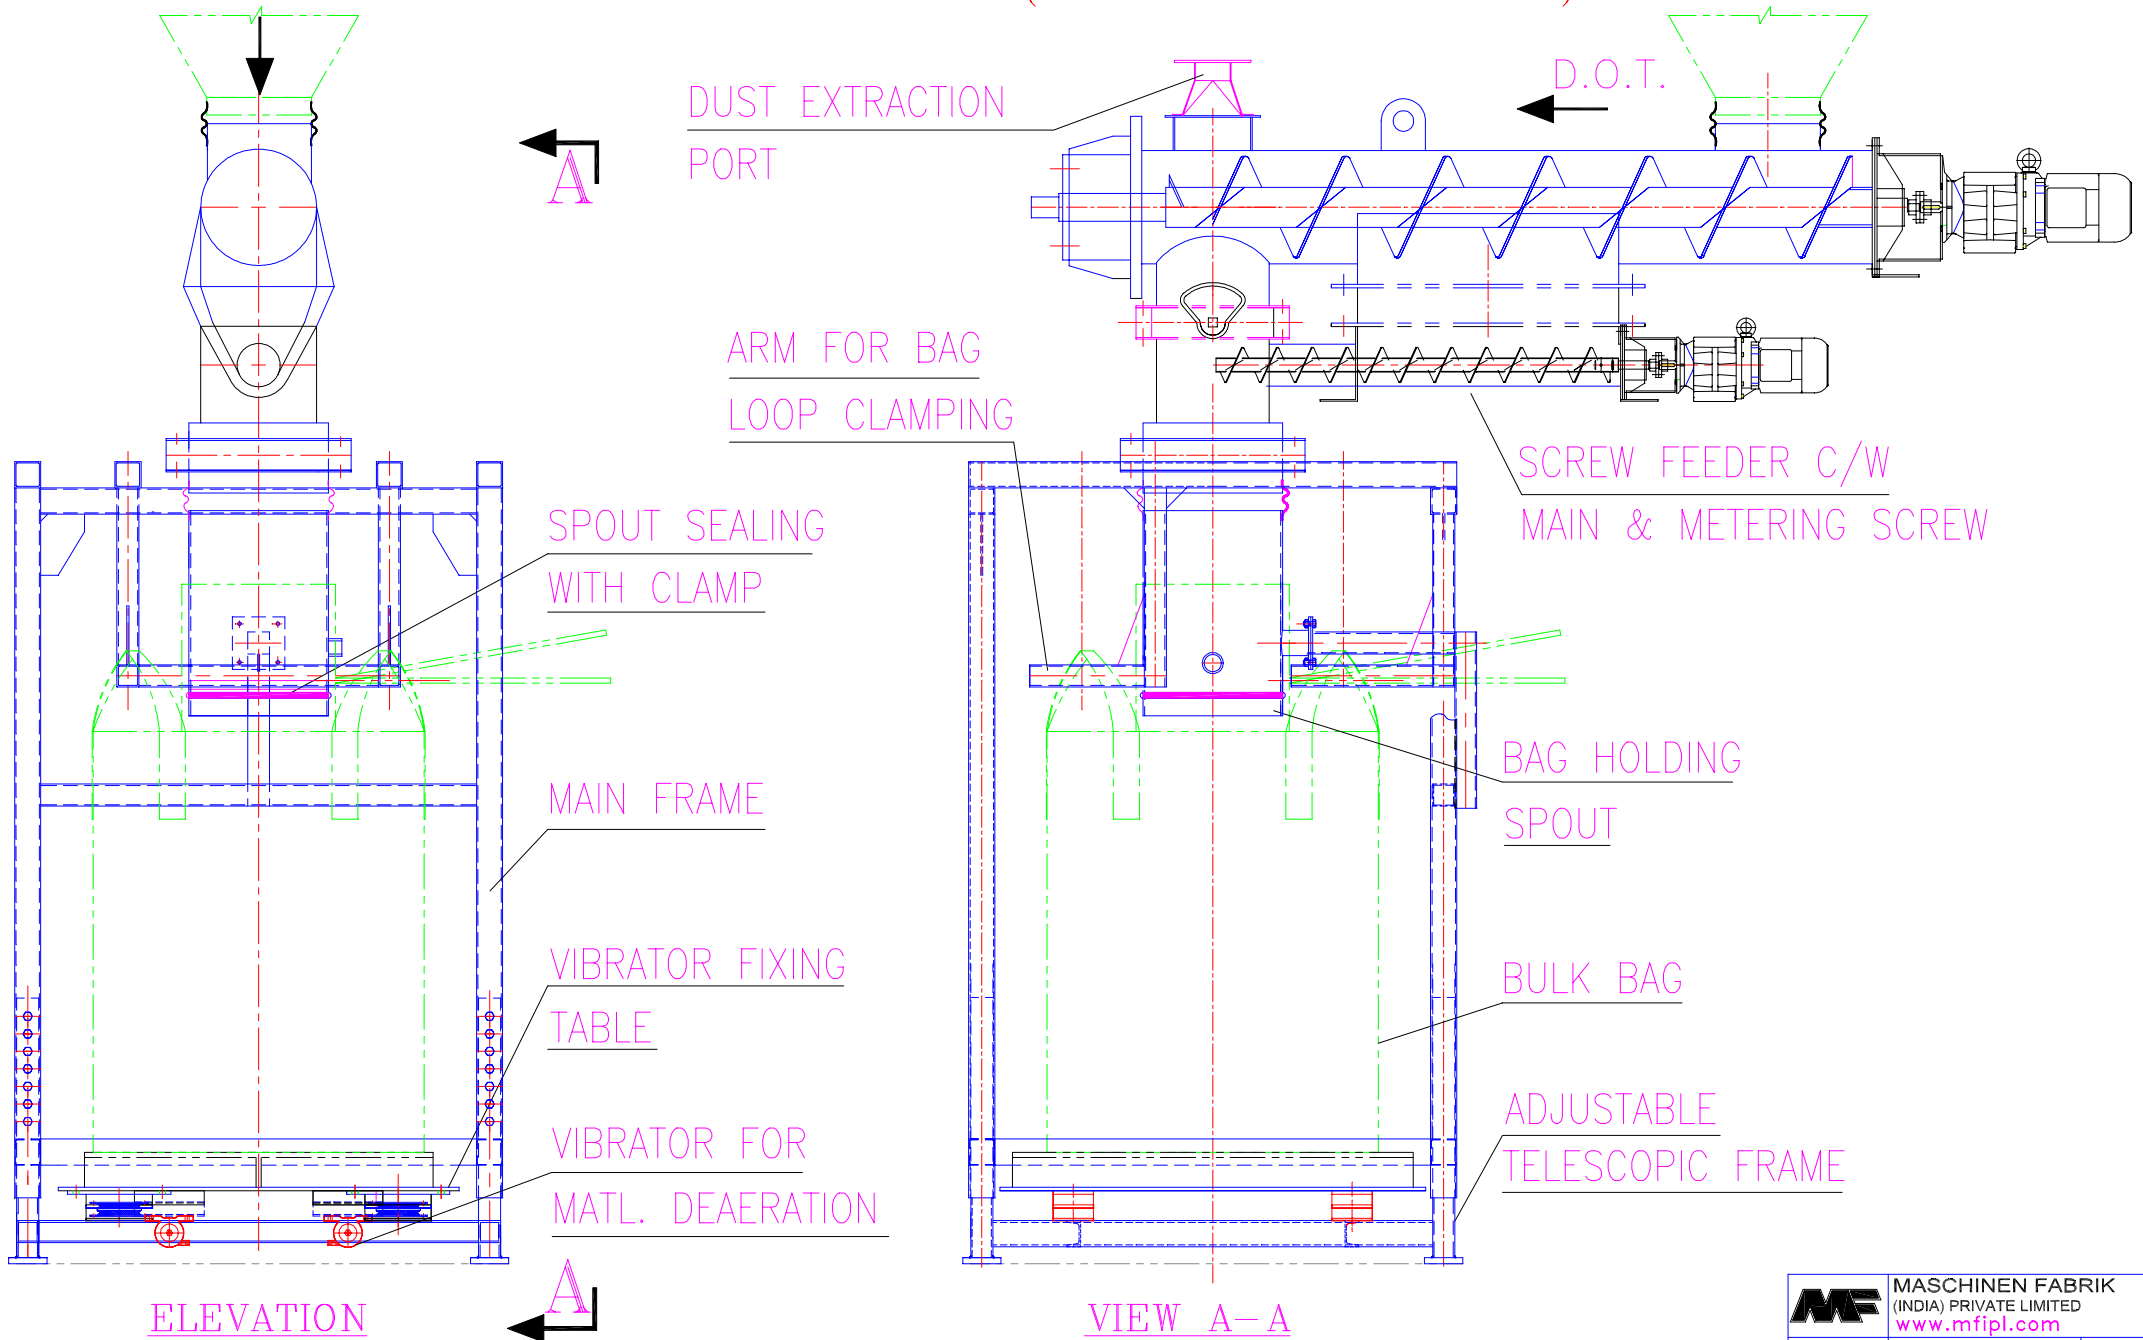 DUST EXTRACTION
PORT
D.O.T.
A
ARM FOR BAG
LOOP CLAMPING
SCREW FEEDER C/W
MAIN & METERING SCREW
SPOUT SEALING
WITH CLAMP
BAG HOLDING
SPOUT
MAIN FRAME
VIBRATOR FIXING
TABLE
BULK BAG
ADJUSTABLE
TELESCOPIC FRAME
VIBRATOR FOR
MATL. DEAERATION
A
ELEVATION
VIEW A-A
MF
MASCHINEN FABRIK
(INDIA) PRIVATE LIMITED
www.mfipl.com